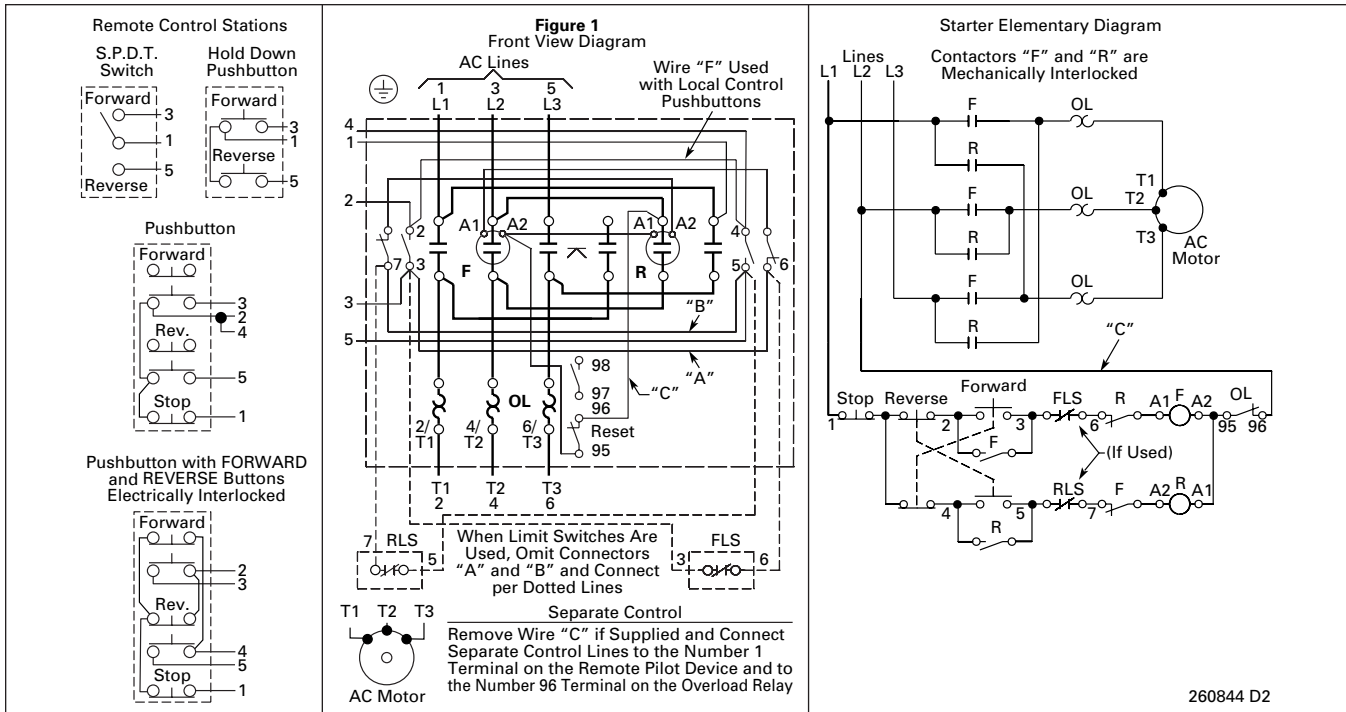 Remote Control Stations
S.P.D.T.
Switch
Forward
3
1
5
Reverse
Hold Down
Pushbutton
Forward
3
1
Reverse
5
Pushbutton
Forward
3
2
4
Rev.
5
Stop
1
Pushbutton with FORWARD
and REVERSE Buttons
Electrically Interlocked
Forward
2
3
Rev.
4
5
Stop
1
Figure 1
Front View Diagram
AC Lines
1 3 5
L1 L2 L3
Wire “F” Used
with Local Control
Pushbuttons
4
1
2
2 A1 A2 A1 A2 4
7 3 F R 5 6
3
“B”
5
“A”
98
“C”
97
OL 96
2/ 4/ 6/ Reset
T1 T2 T3 95
T1 T2 T3
2 4 6
7 RLS 5
When Limit Switches Are
Used, Omit Connectors
“A” and “B” and Connect
per Dotted Lines
3 FLS 6
T1 T2 T3
AC Motor
Separate Control
Remove Wire “C” if Supplied and Connect
Separate Control Lines to the Number 1
Terminal on the Remote Pilot Device and to
the Number 96 Terminal on the Overload Relay
Starter Elementary Diagram
Lines
L1 L2 L3
Contactors “F” and “R” are
Mechanically Interlocked
F OL
R
T1
F OL T2
R
T3
AC
Motor
F OL
R
“C”
Stop Reverse Forward FLS R A1 F A2 OL
1 2 3 6 95 96
F
(If Used)
RLS F A2 R A1
4 5 7
R
260844 D2